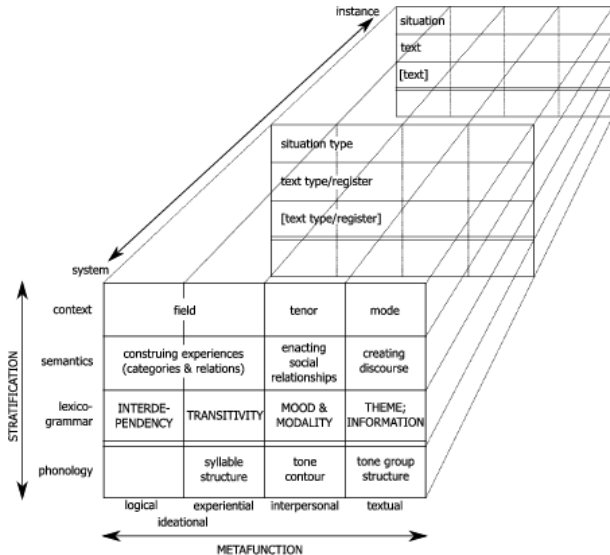 instance
situation
text
[text]
situation type
text type/register
[text type/register]
system
context
field
tenor
mode
semantics
construing experiences
(categories & relations)
enacting
social
relationships
creating
discourse
lexico-
grammar
INTERDE-
PENDENCY
TRANSITIVITY
MOOD &
MODALITY
THEME;
INFORMATION
phonology
syllable
structure
tone
contour
tone group
structure
STRATIFICATION
logical
experiential
interpersonal
textual
ideational
METAFUNCTION